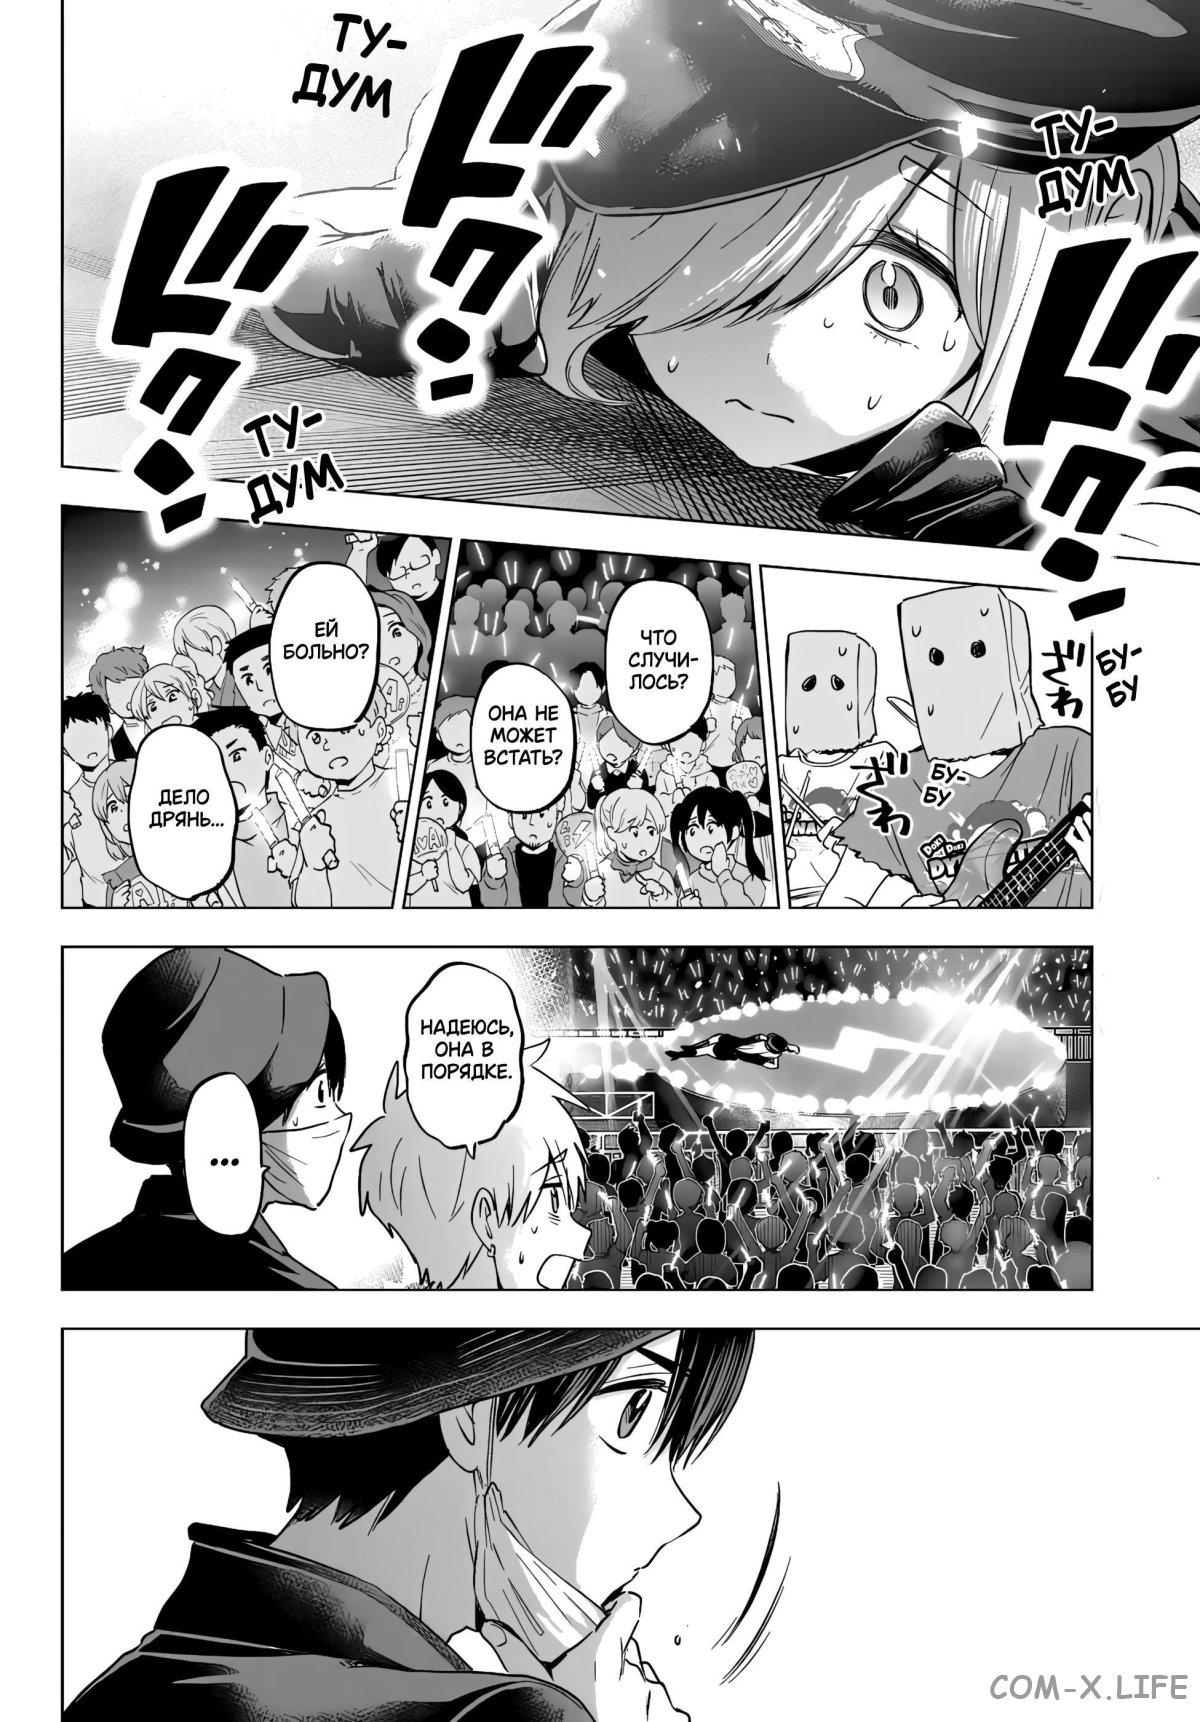 ТУ-
ДУМ
ドクン
ТУ-
ДУМ
ドクン
ドクン
ТУ-
ДУМ
ЧТО
СЛУЧИ-
ЛОСЬ?
ОНА НЕ
МОЖЕТ
ВСТАТЬ?
ЕЙ
БОЛЬНО?
ДЕЛО
ДРЯНЬ...
БУ-
БУ
ざわ
БУ-
БУ
ざわ
DOKI
DOKI
НАДЕЮСЬ,
ОНА В
ПОРЯДКЕ.
...
COM-X.LIFE